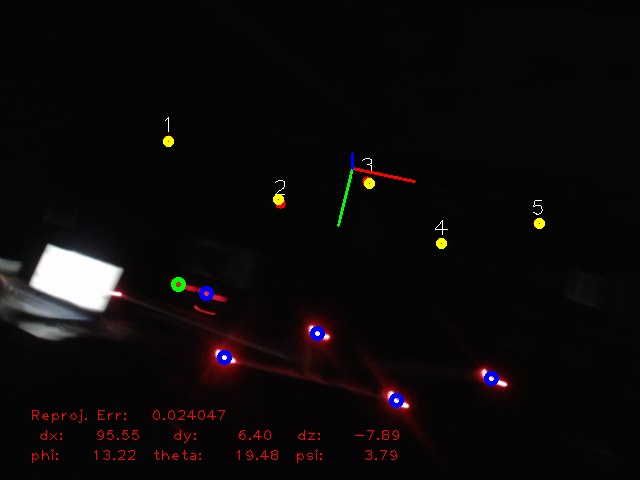 1
2
3
4
5
Reproj. Err: 0.024047
dx: 95.55 dy: 6.40 dz: -7.89
phi: 13.22 theta: 19.48 psi: 3.79